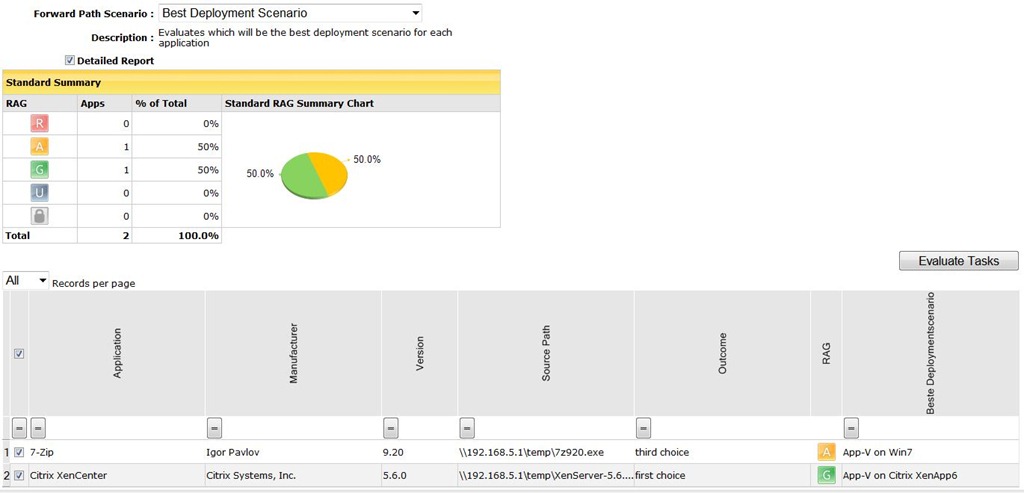 Forward Path Scenario : Best Deployment Scenario
Description : Evaluates which will be the best deployment scenario for each
application
Detailed Report
Standard Summary
RAG Apps % of Total Standard RAG Summary Chart
R 0 0%
A 1 50%
G 1 50%
U 0 0%
0 0%
Total 2 100.0%
50.0%
50.0%
Evaluate Tasks
All Records per page
Application Manufacturer Version Source Path Outcome RAG Beste Deploymentscenario
= = = = = = =
1 7-Zip Igor Pavlov 9.20 \\192.168.5.1\temp\7z920.exe third choice A App-V on Win7
2 Citrix XenCenter Citrix Systems, Inc. 5.6.0 \\192.168.5.1\temp\XenServer-5.6.... first choice G App-V on Citrix XenApp6